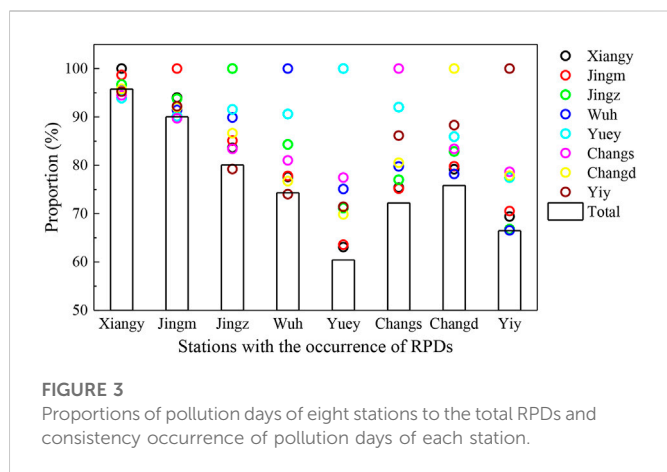 100
90
80
70
60
50
Proportion (%)
Xiangy Jingm Jingz Wuh Yuey Changs Changd Yiy
Stations with the occurrence of RPDs
Xiangy
Jingm
Jingz
Wuh
Yuey
Changs
Changd
Yiy
Total
FIGURE 3
Proportions of pollution days of eight stations to the total RPDs and
consistency occurrence of pollution days of each station.